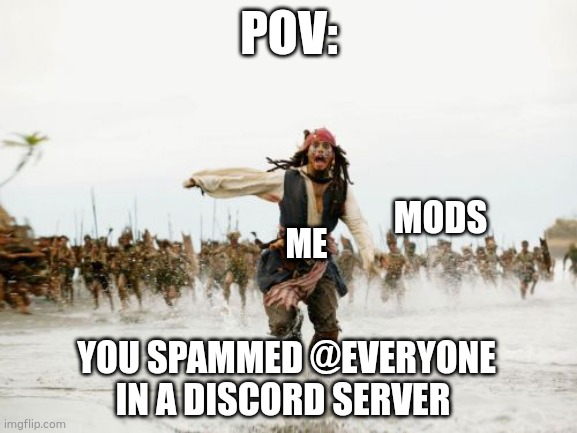 POV:
MODS
ME
YOU SPAMMED @EVERYONE
IN A DISCORD SERVER
imgflip.com